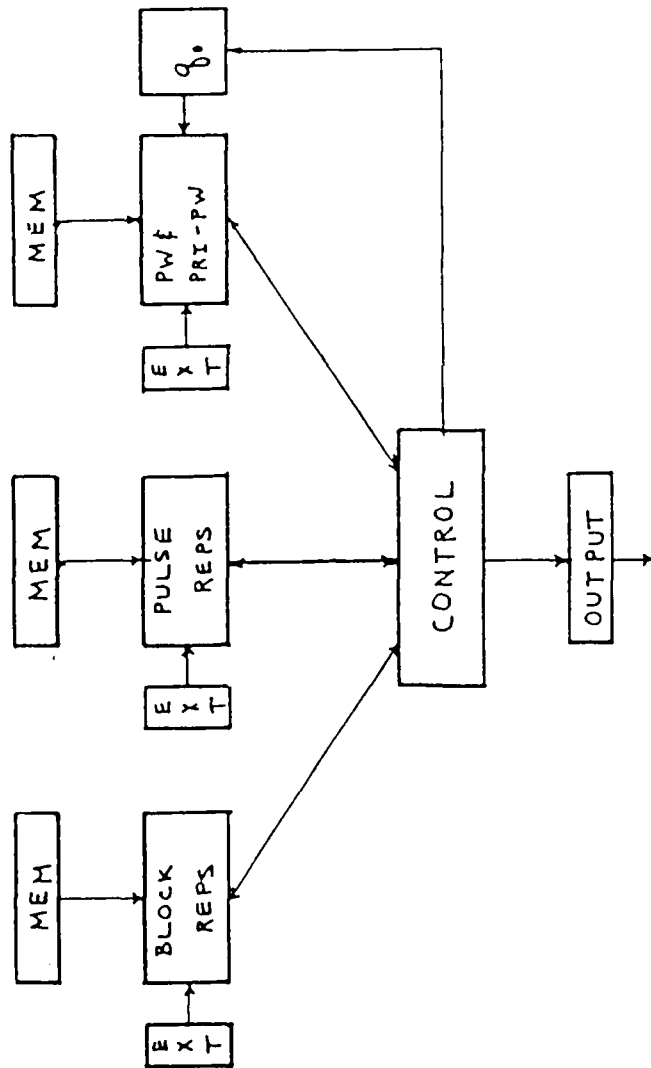 MEM
MEM
MEM
EXT
BLOCK
REPS
EXT
PULSE
REPS
EXT
PW &
PRI-PW
CONTROL
OUTPUT